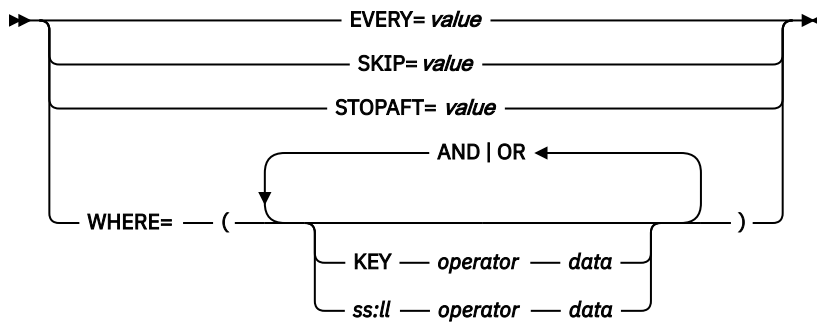 EVERY= value
SKIP= value
STOPAFT= value
AND | OR
WHERE= ( )
KEY operator data
ss:ll operator data